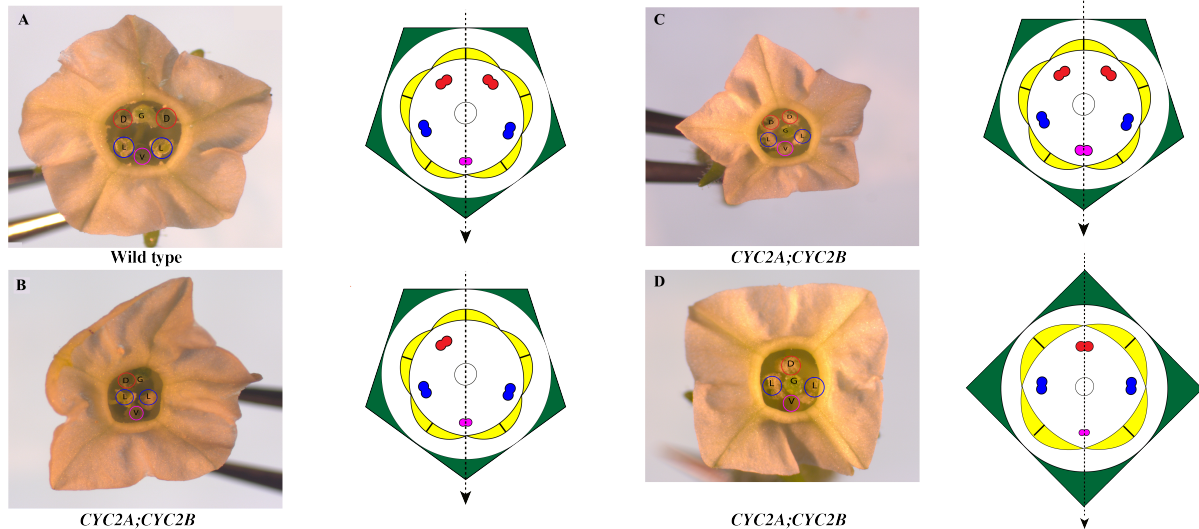 A
D G D
L L
V
Wild type
B
D G
L L
V
CYC2A;CYC2B
C
D G
G
L L
V
CYC2A;CYC2B
D
D
L G L
V
CYC2A;CYC2B